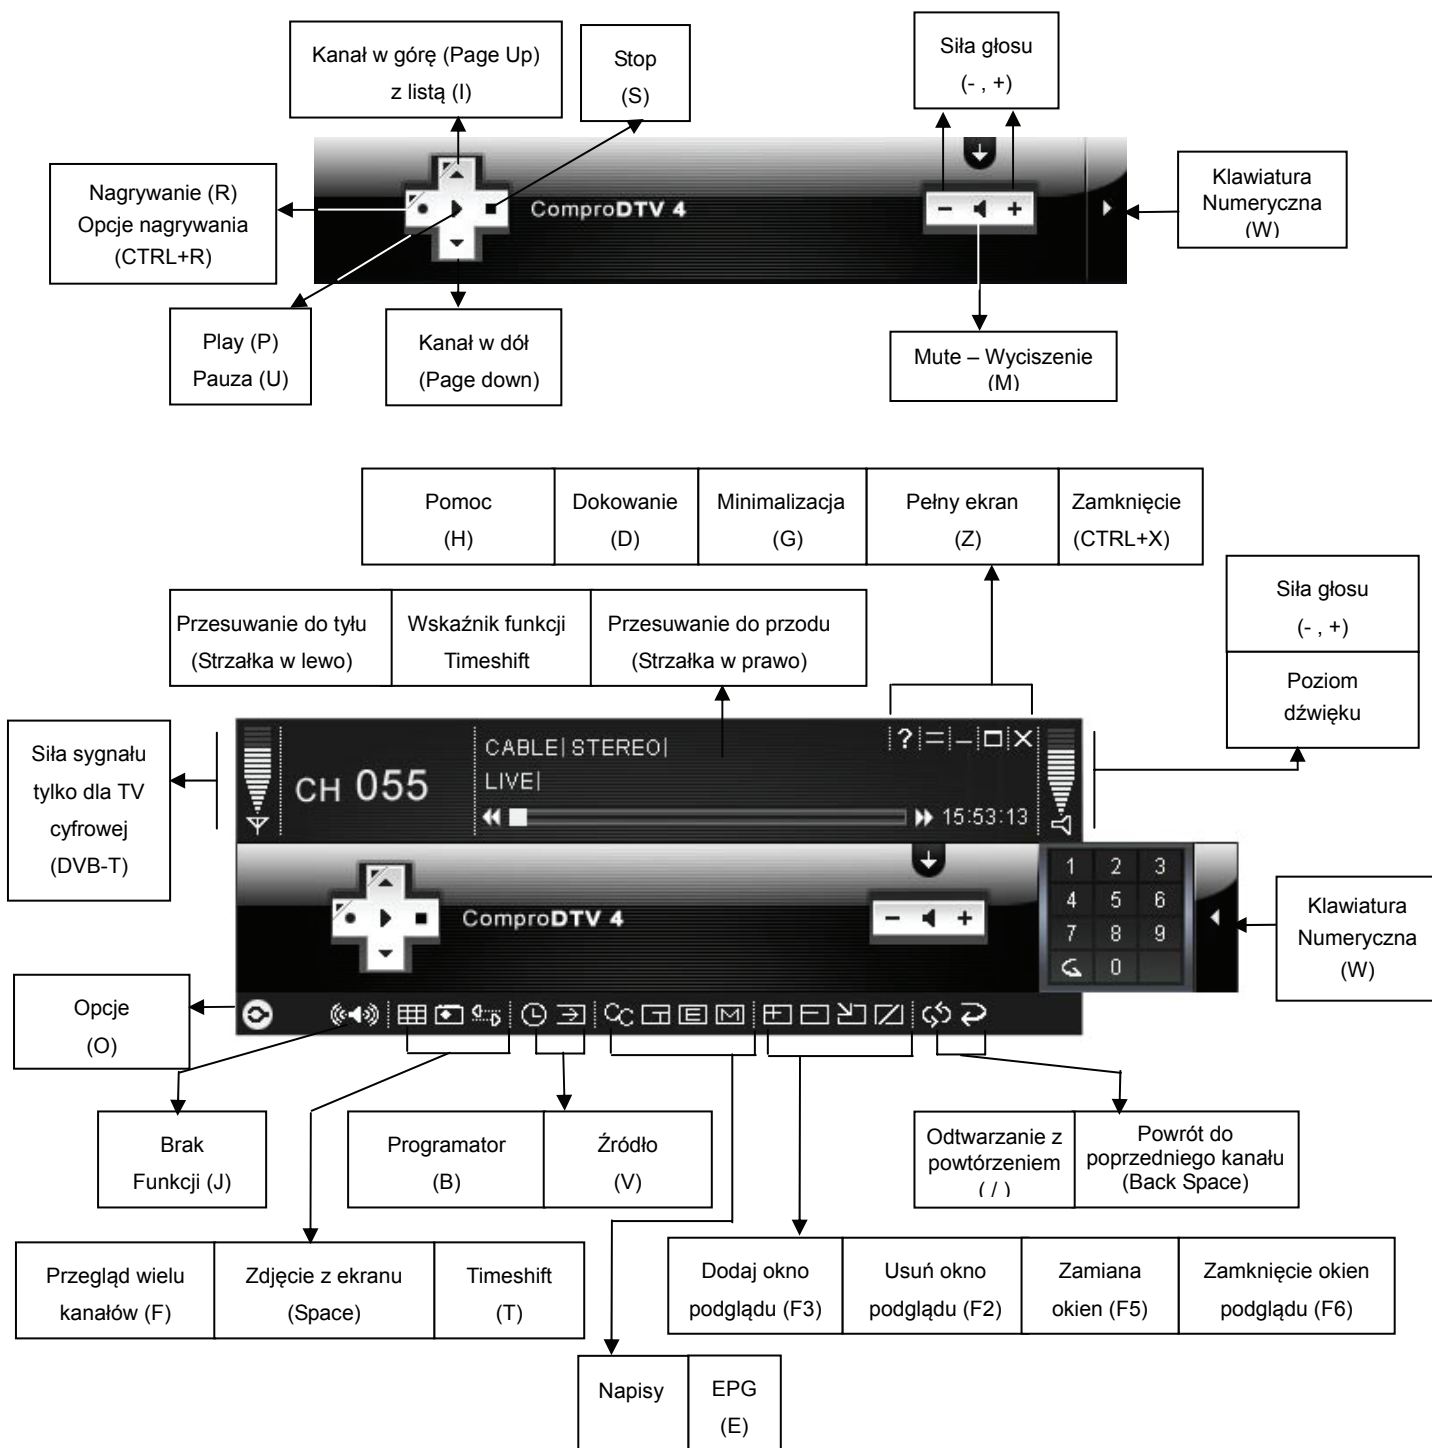 Kanał w górę (Page Up)
z listą (I)
Stop
(S)
Siła głosu
(- , +)
Nagrywanie (R)
Opcje nagrywania
(CTRL+R)
ComproDTV 4
Klawiatura
Numeryczna
(W)
Play (P)
Pauza (U)
Kanał w dół
(Page down)
Mute – Wyciszenie
(M)
Pomoc
(H)
Dokowanie
(D)
Minimalizacja
(G)
Pełny ekran
(Z)
Zamknięcie
(CTRL+X)
Przesuwanie do tyłu
(Strzałka w lewo)
Wskaźnik funkcji
Timeshift
Przesuwanie do przodu
(Strzałka w prawo)
Siła głosu
(- , +)
Poziom
dźwięku
Siła sygnału
tylko dla TV
cyfrowej
(DVB-T)
CH 055
CABLE| STEREO|
LIVE|
15:53:13
ComproDTV 4
1 2 3
4 5 6
7 8 9
0
Klawiatura
Numeryczna
(W)
Opcje
(O)
Brak
Funkcji (J)
Programator
(B)
Źródło
(V)
Odtwarzanie z
powtórzeniem
( / )
Powrót do
poprzedniego kanału
(Back Space)
Przegląd wielu
kanałów (F)
Zdjęcie z ekranu
(Space)
Timeshift
(T)
Dodaj okno
podglądu (F3)
Usuń okno
podglądu (F2)
Zamiana
okien (F5)
Zamknięcie okien
podglądu (F6)
Napisy
EPG
(E)